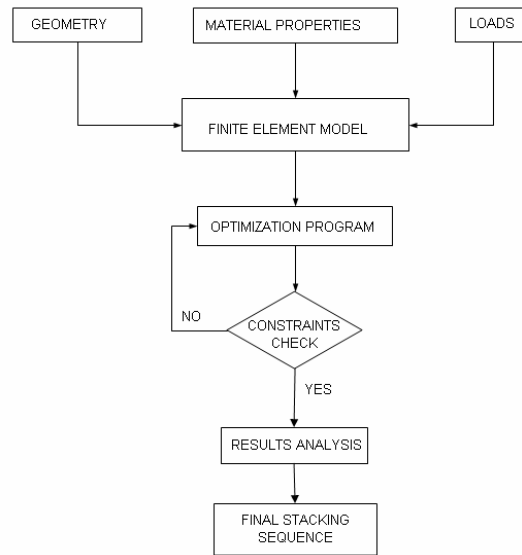 GEOMETRY
MATERIAL PROPERTIES
LOADS
FINITE ELEMENT MODEL
OPTIMIZATION PROGRAM
NO
CONSTRAINTS
CHECK
YES
RESULTS ANALYSIS
FINAL STACKING
SEQUENCE